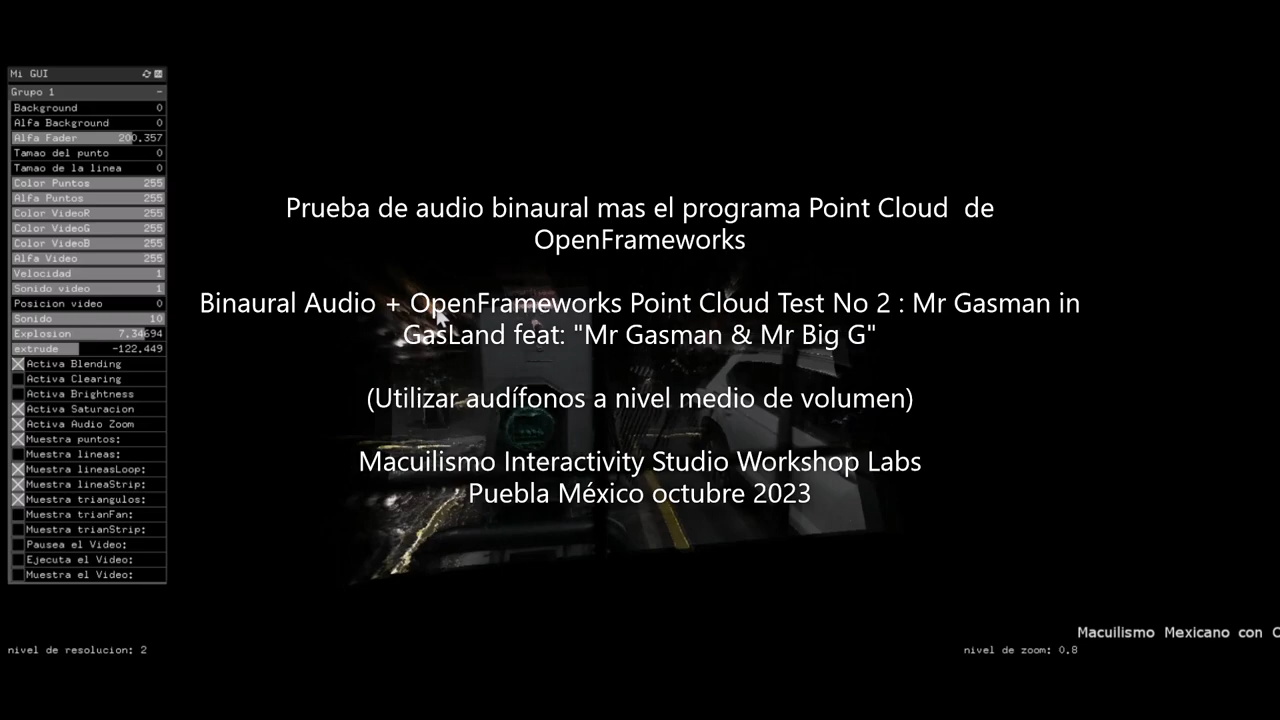 Mi GUI
Grupo 1 -
Background 0
Alfa Background 0
Alfa Fader 200.357
Tamao del punto 0
Tamao de la linea 0
Color Puntos 255
Alfa Puntos 255
Color VideoR 255
Color VideoG 255
Color VideoB 255
Alfa Video 255
Velocidad 1
Sonido video 1
Posicion video 0
Sonido 10
Explosion 7.34694
extrude -122.449
Activa Blending
Activa Clearing
Activa Brightness
Activa Saturacion
Activa Audio Zoom
Muestra puntos:
Muestra lineas:
Muestra lineasLoop:
Muestra lineaStrip:
Muestra triangulos:
Muestra trianFan:
Muestra trianStrip:
Pausea el Video:
Ejecuta el Video:
Muestra el Video:
Prueba de audio binaural mas el programa Point Cloud  de
OpenFrameworks
Binaural Audio + OpenFrameworks Point Cloud Test No 2 : Mr Gasman in
GasLand feat: "Mr Gasman & Mr Big G"
(Utilizar audífonos a nivel medio de volumen)
Macuilismo Interactivity Studio Workshop Labs
Puebla México octubre 2023
Macuilismo Mexicano con
nivel de resolucion: 2
nivel de zoom: 0.8